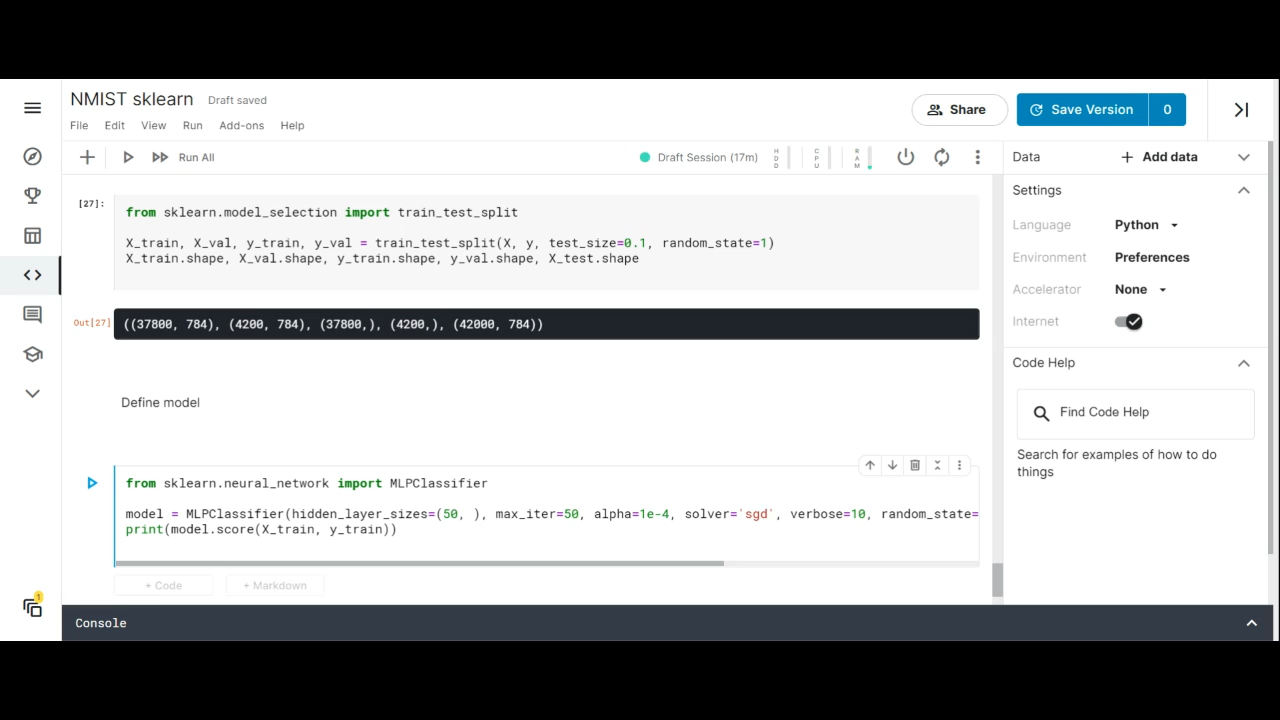 NMIST sklearn Draft saved
File Edit View Run Add-ons Help
Share
Save Version 0
Run All
Draft Session (17m)
HDD
CPU
RAM
Data
Add data
Settings
Language Python
Environment Preferences
Accelerator None
Internet
Code Help
Find Code Help
Search for examples of how to do
things
[27]:
from sklearn.model_selection import train_test_split
X_train, X_val, y_train, y_val = train_test_split(X, y, test_size=0.1, random_state=1)
X_train.shape, X_val.shape, y_train.shape, y_val.shape, X_test.shape
Out[27]
((37800, 784), (4200, 784), (37800,), (4200,), (42000, 784))
Define model
from sklearn.neural_network import MLPClassifier
model = MLPClassifier(hidden_layer_sizes=(50, ), max_iter=50, alpha=1e-4, solver='sgd', verbose=10, random_state=
print(model.score(X_train, y_train))
+ Code + Markdown
1
Console